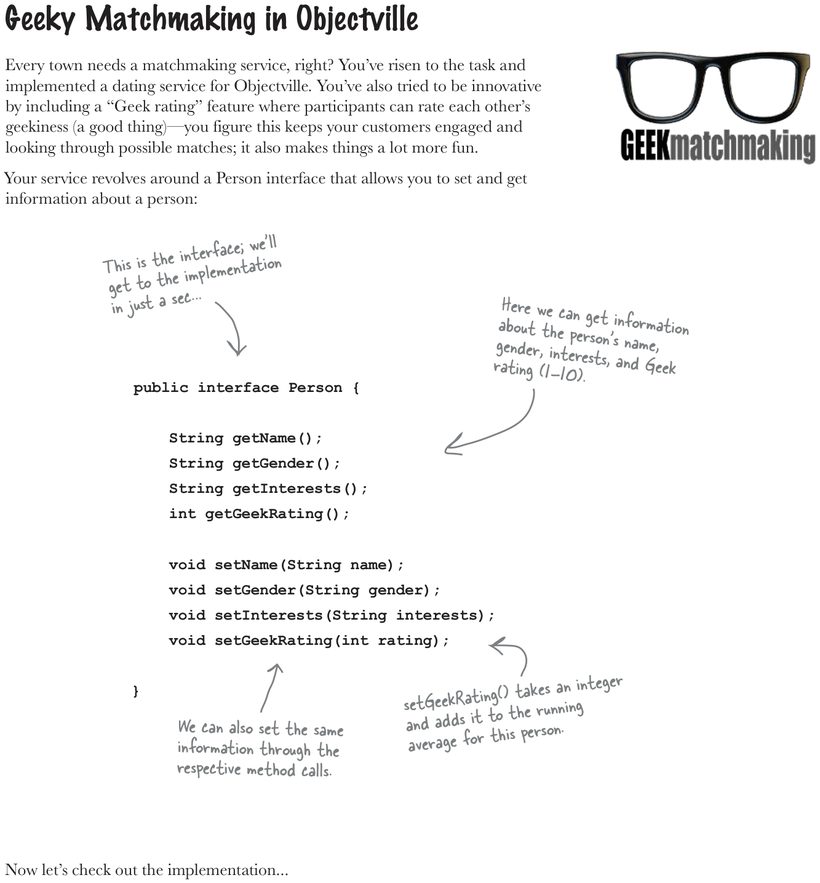 Geeky Matchmaking in Objectville
Every town needs a matchmaking service, right? You’ve risen to the task and
implemented a dating service for Objectville. You’ve also tried to be innovative
by including a “Geek rating” feature where participants can rate each other’s
geekiness (a good thing)—you figure this keeps your customers engaged and
looking through possible matches; it also makes things a lot more fun.
GEEKmatchmaking
Your service revolves around a Person interface that allows you to set and get
information about a person:
This is the interface; we’ll
get to the implementation
in just a sec...
Here we can get information
about the person’s name,
gender, interests, and Geek
rating (1–10).
public interface Person {
String getName();
String getGender();
String getInterests();
int getGeekRating();
void setName(String name);
void setGender(String gender);
void setInterests(String interests);
void setGeekRating(int rating);
}
setGeekRating() takes an integer
and adds it to the running
average for this person.
We can also set the same
information through the
respective method calls.
Now let’s check out the implementation...